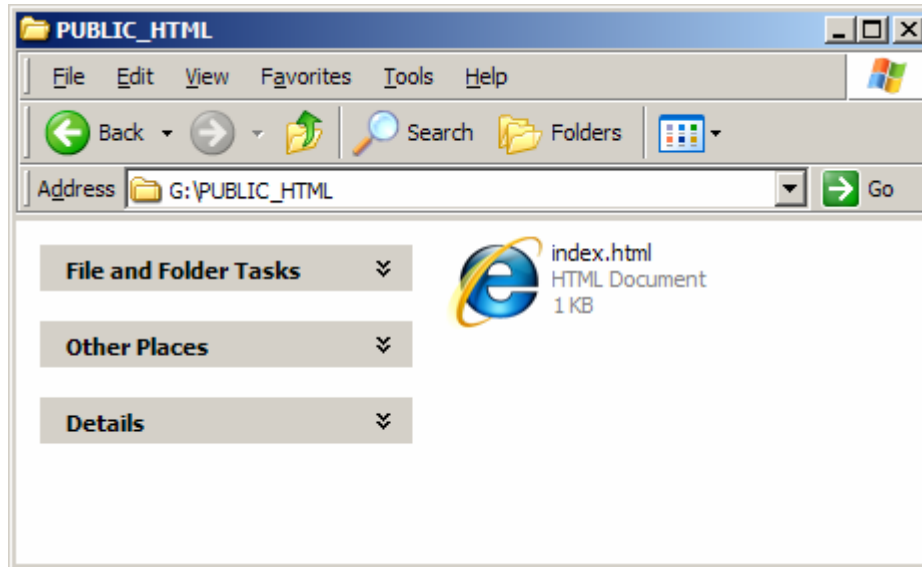 PUBLIC_HTML
File Edit View Favorites Tools Help
Back Search Folders
Address G:\PUBLIC_HTML Go
File and Folder Tasks
Other Places
Details
index.html
HTML Document
1 KB